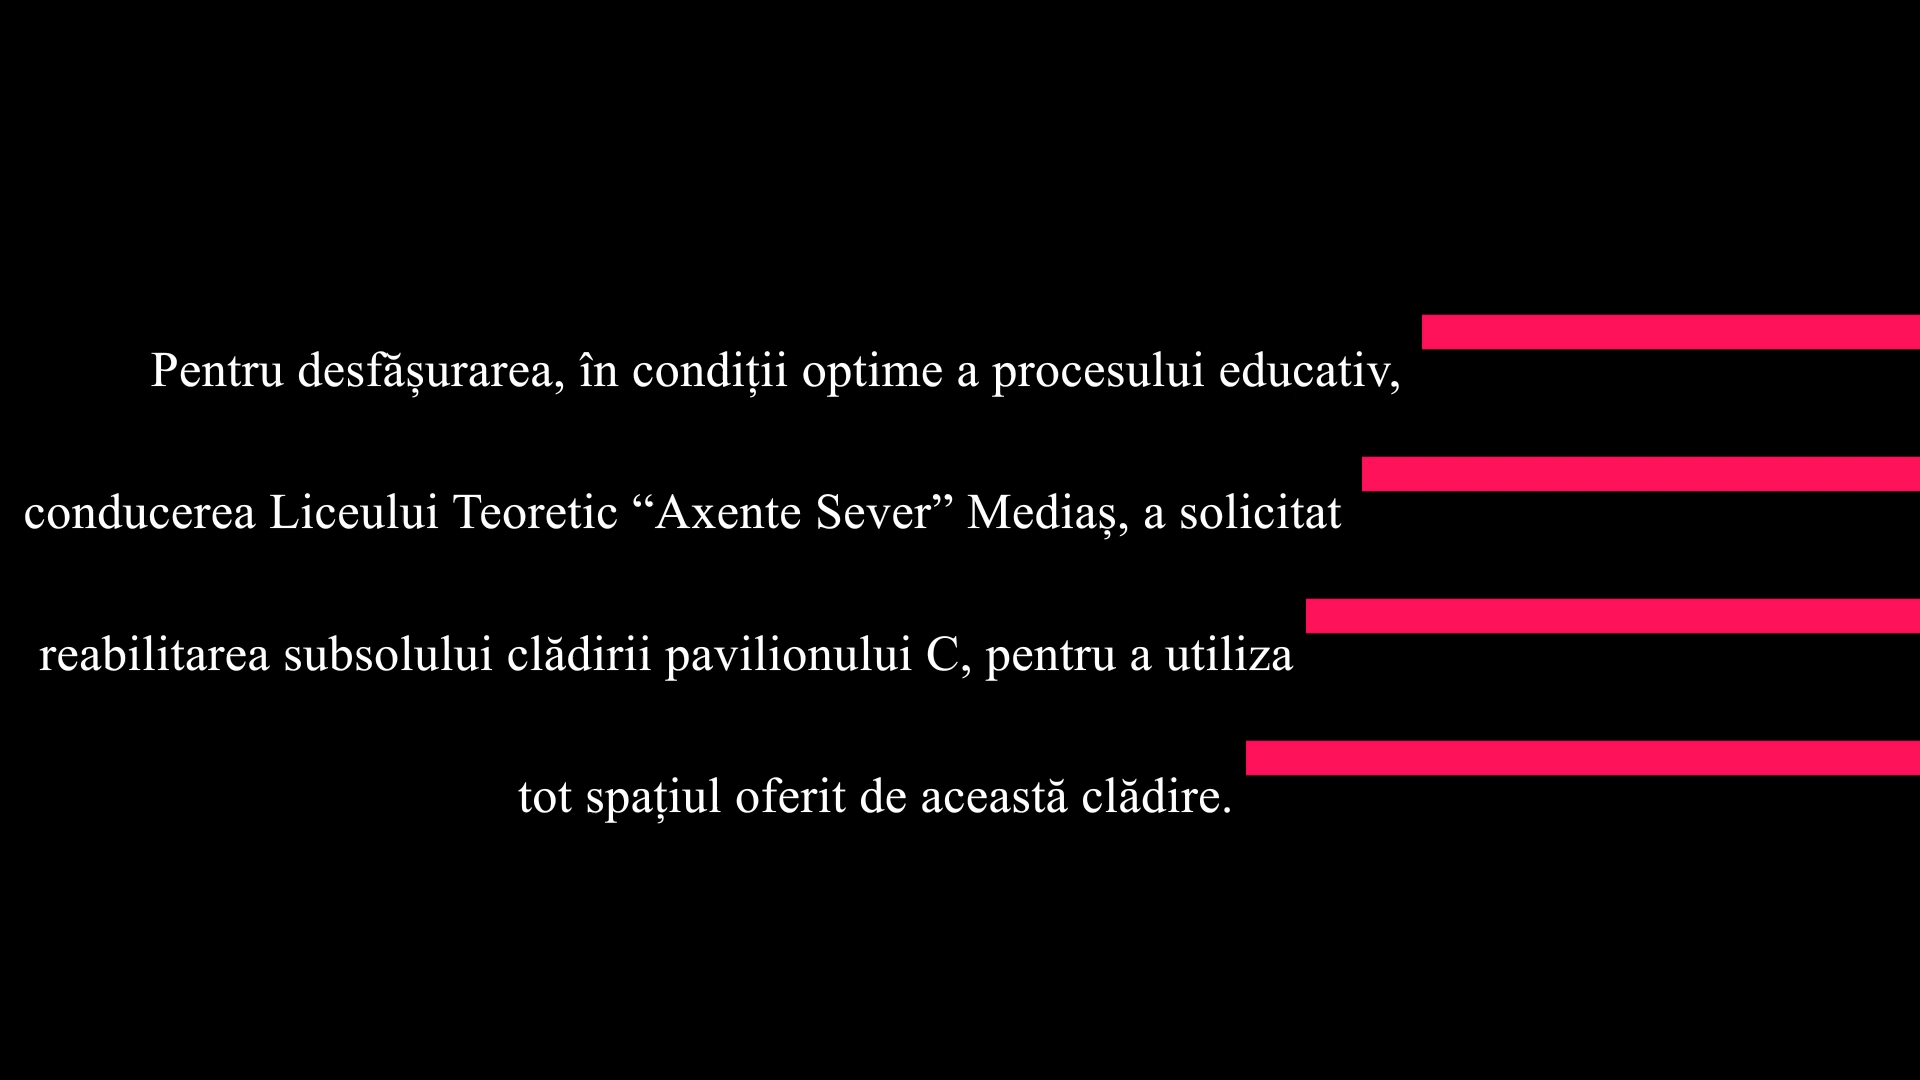 Pentru desfășurarea, în condiții optime a procesului educativ,
conducerea Liceului Teoretic “Axente Sever” Mediaș, a solicitat
reabilitarea subsolului clădirii pavilionului C, pentru a utiliza
tot spațiul oferit de această clădire.